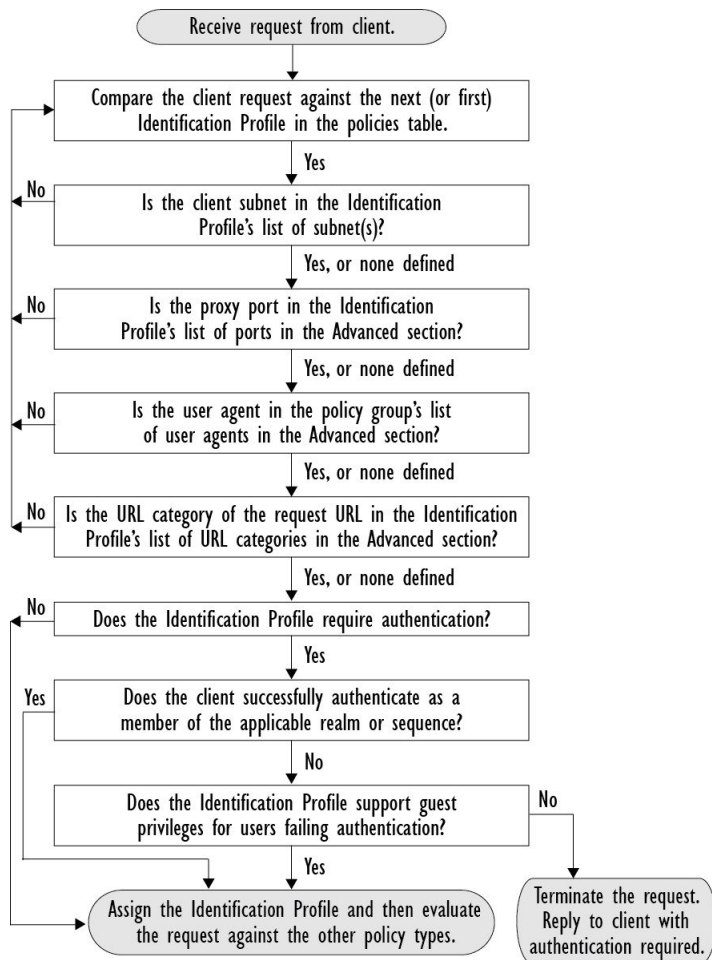 Receive request from client.
Compare the client request against the next (or first)
Identification Profile in the policies table.
Yes
No
Is the client subnet in the Identification
Profile's list of subnet(s)?
Yes, or none defined
No
Is the proxy port in the Identification
Profile's list of ports in the Advanced section?
Yes, or none defined
No
Is the user agent in the policy group's list
of user agents in the Advanced section?
Yes, or none defined
No
Is the URL category of the request URL in the Identification
Profile's list of URL categories in the Advanced section?
Yes, or none defined
No
Does the Identification Profile require authentication?
Yes
Yes
Does the client successfully authenticate as a
member of the applicable realm or sequence?
No
Does the Identification Profile support guest
privileges for users failing authentication?
No
Yes
Assign the Identification Profile and then evaluate
the request against the other policy types.
Terminate the request.
Reply to client with
authentication required.